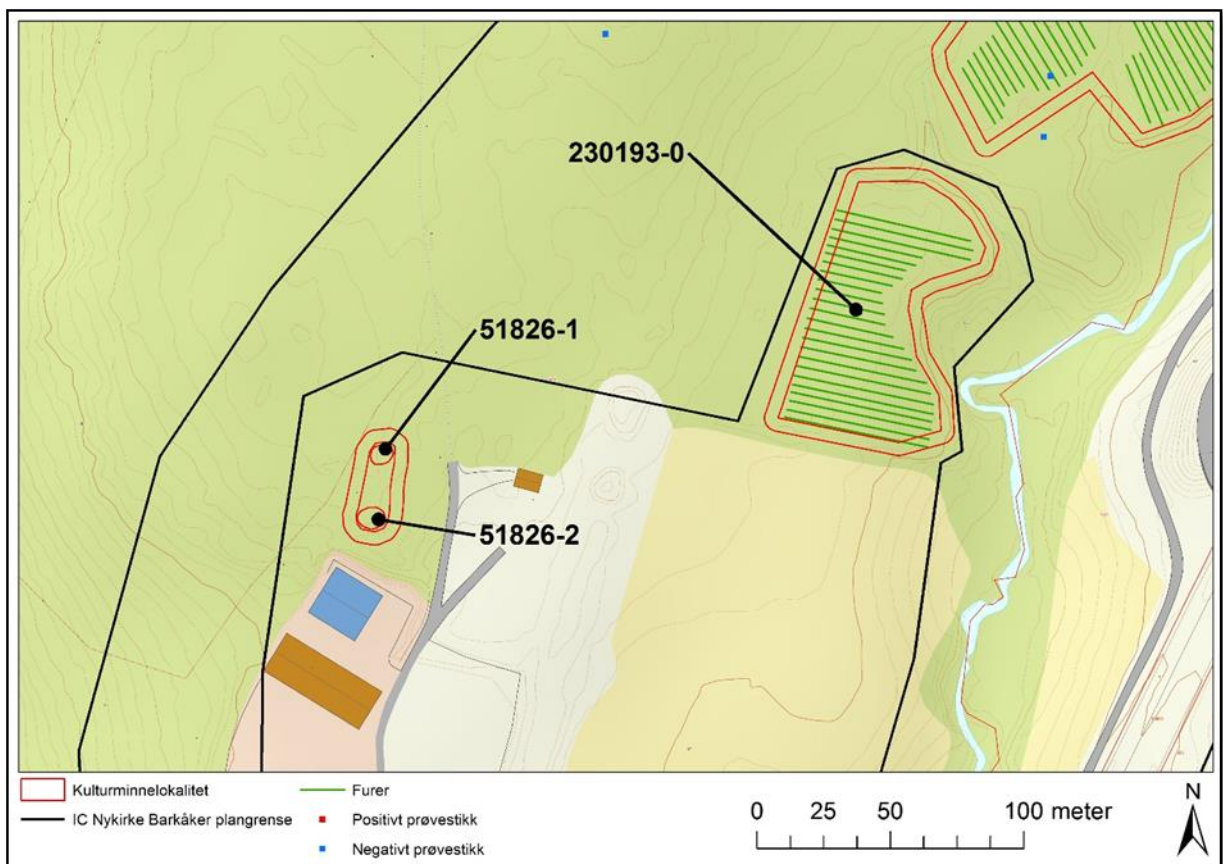 230193-0
51826-1
51826-2
Kulturminnelokalitet
IC Nykirke Barkåker plangrense
Furer
Positivt prøvestikk
Negativt prøvestikk
0 25 50 100 meter
N